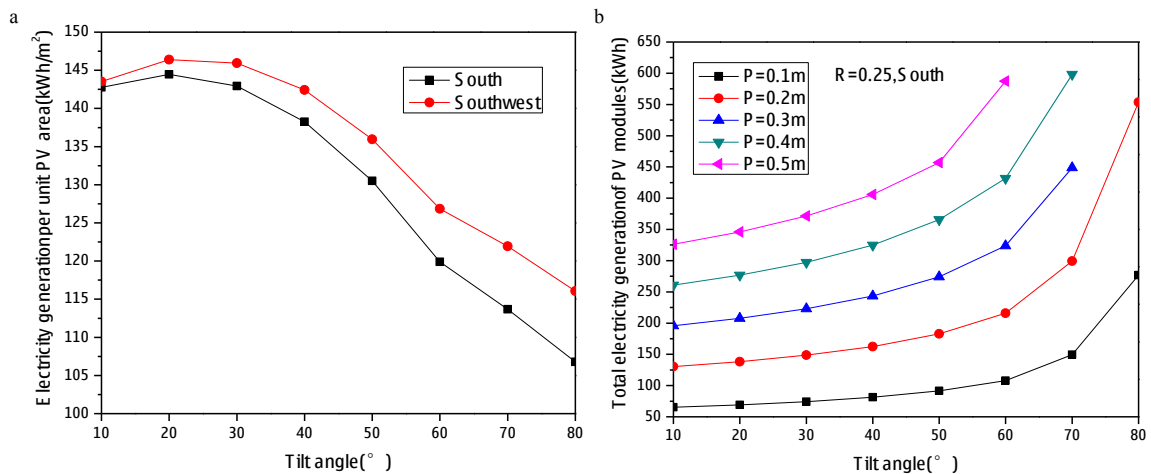 a
Electricity generationper unit PV area(kWh/m²)
150
145
140
135
130
125
120
115
110
105
100
South
Southwest
10 20 30 40 50 60 70 80
Tilt angle(°)
b
Total electricity generationof PV modules(kWh)
650
600
550
500
450
400
350
300
250
200
150
100
50
P=0.1m
P=0.2m
P=0.3m
P=0.4m
P=0.5m
R=0.25,South
10 20 30 40 50 60 70 80
Tilt angle(°)